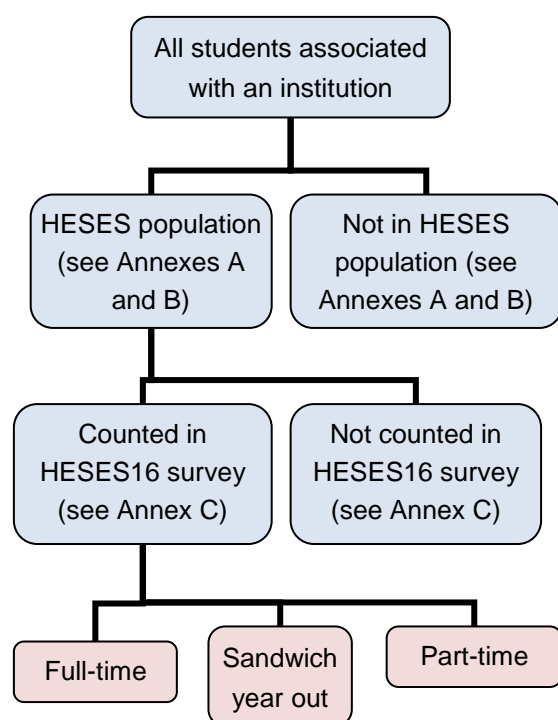 All students associated
with an institution
HESES population
(see Annexes A
and B)
Not in HESES
population (see
Annexes A and B)
Counted in
HESES16 survey
(see Annex C)
Not counted in
HESES16 survey
(see Annex C)
Full-time
Sandwich
year out
Part-time